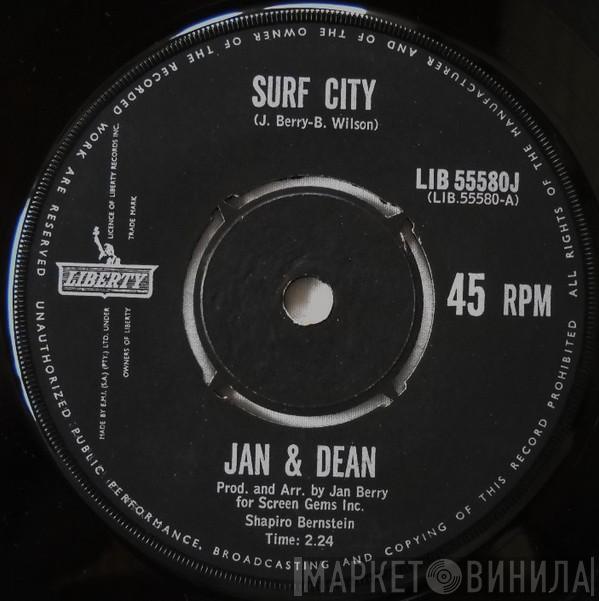 SURF CITY
(J. Berry-B. Wilson)
LIB 55580J
(LIB.55580-A)
LIBERTY
LICENCE OF LIBERTY RECORDS INC.
TRADE MARK
MADE BY E.M.I. (S.A.) (PTY.) LTD. UNDER
OWNERS OF LIBERTY
45 RPM
JAN & DEAN
Prod. and Arr. by Jan Berry
for Screen Gems Inc.
Shapiro Bernstein
Time: 2.24
ALL RIGHTS OF THE MANUFACTURER AND OF THE OWNER OF THE RECORDED WORK ARE RESERVED UNAUTHORIZED PUBLIC PERFORMANCE, BROADCASTING AND COPYING OF THIS RECORD PROHIBITED
МАРКЕТ ВИНИЛА